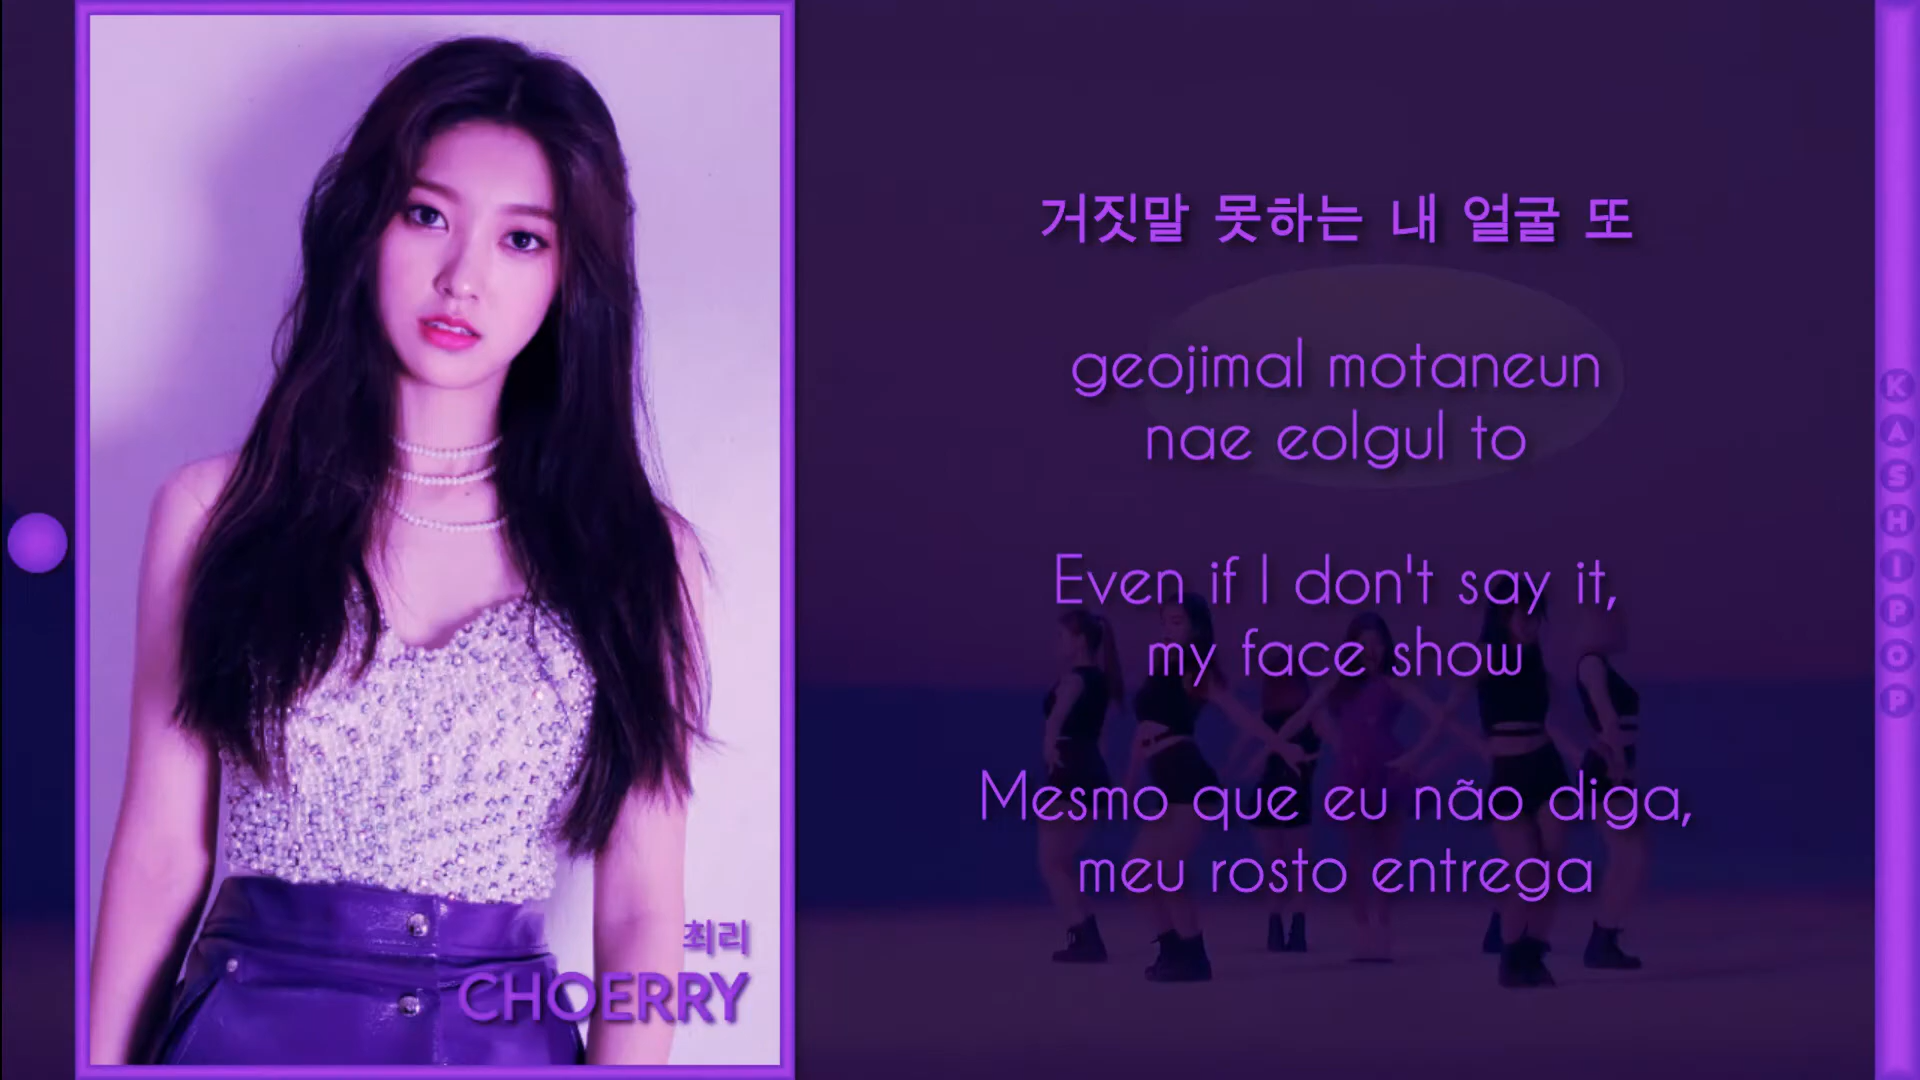 거짓말 못하는 내 얼굴 또
geojimal motaneun
nae eolgul to
Even if I don't say it,
my face show
Mesmo que eu não diga,
meu rosto entrega
최리
CHOERRY
KASHIPOP